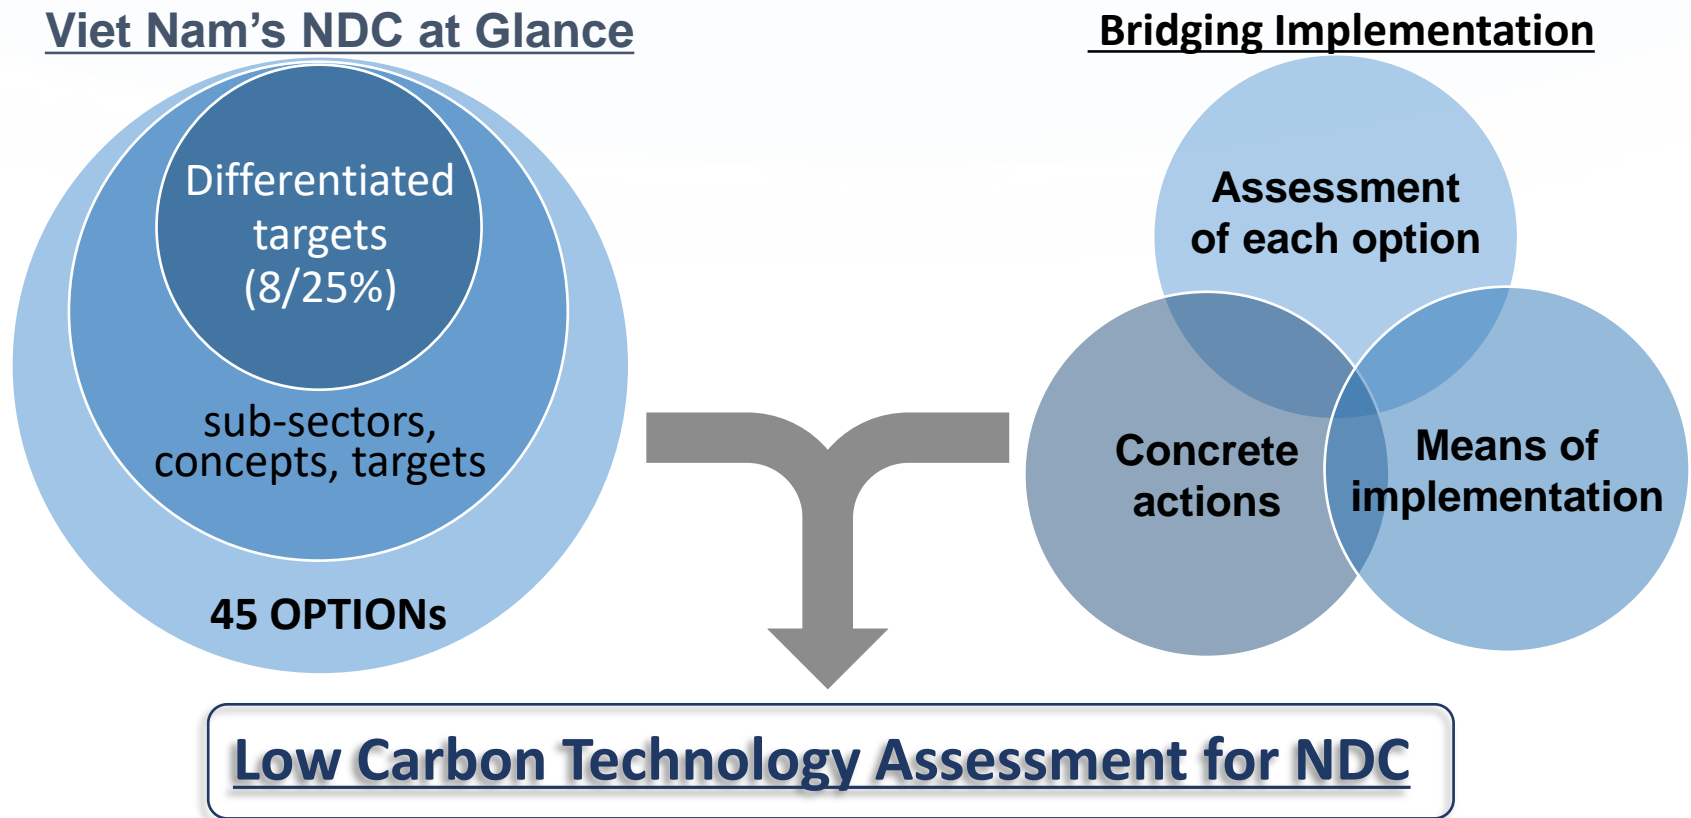 Viet Nam’s NDC at Glance
Differentiated
targets
(8/25%)
sub-sectors,
concepts, targets
45 OPTIONs
Bridging Implementation
Assessment
of each option
Concrete
actions
Means of
implementation
Low Carbon Technology Assessment for NDC